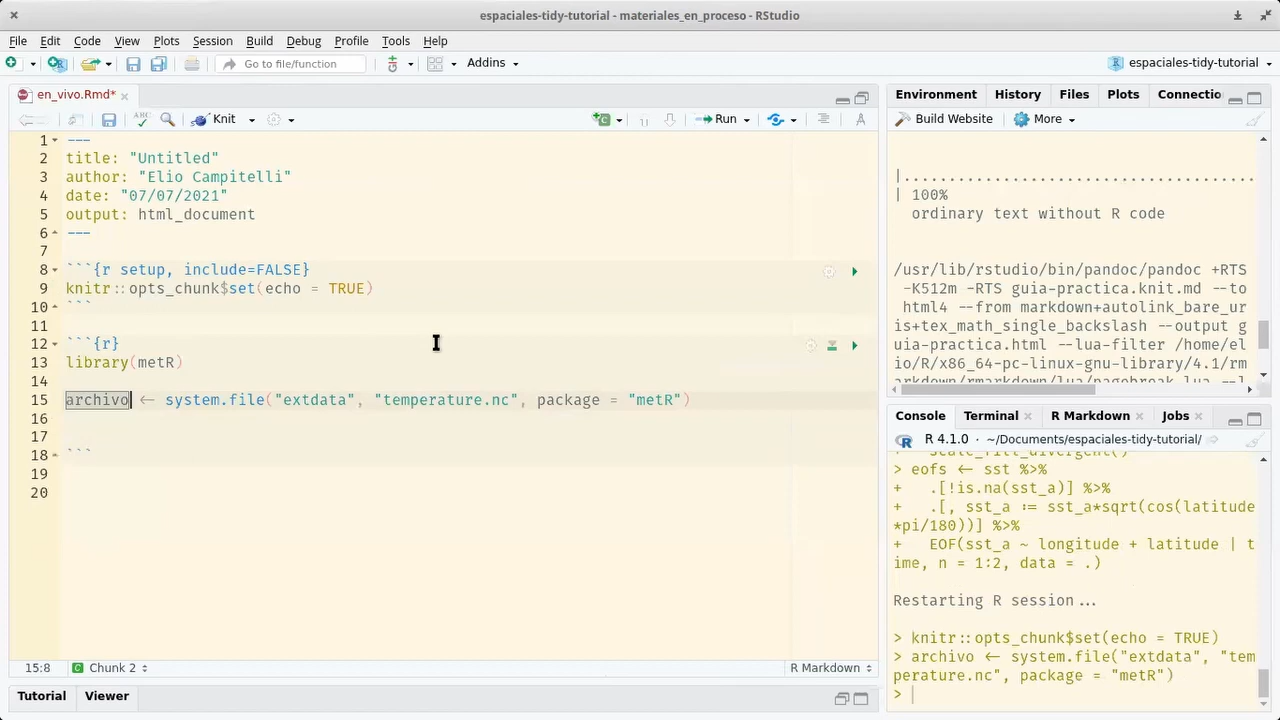 espaciales-tidy-tutorial - materiales_en_proceso - RStudio
File Edit Code View Plots Session Build Debug Profile Tools Help
Go to file/function
Addins
espaciales-tidy-tutorial
en_vivo.Rmd*
Knit
Run
1 ---
2 title: "Untitled"
3 author: "Elio Campitelli"
4 date: "07/07/2021"
5 output: html_document
6 ---
7
8 ```{r setup, include=FALSE}
9 knitr::opts_chunk$set(echo = TRUE)
10 ```
11
12 ```{r}
13 library(metR)
14
15 archivo <- system.file("extdata", "temperature.nc", package = "metR")
16
17
18 ```
19
20
15:8 Chunk 2 R Markdown
Tutorial Viewer
Environment History Files Plots Connectio
Build Website More
|......................................
| 100%
ordinary text without R code
/usr/lib/rstudio/bin/pandoc/pandoc +RTS
-K512m -RTS guia-practica.knit.md --to
html4 --from markdown+autolink_bare_ur
is+tex_math_single_backslash --output g
uia-practica.html --lua-filter /home/el
io/R/x86_64-pc-linux-gnu-library/4.1/rm
arkdown/rmarkdown/lua/pagebreak.lua --l
Console Terminal R Markdown Jobs
R 4.1.0 · ~/Documents/espaciales-tidy-tutorial/
+ scale_fill_divergent()
> eofs <- sst %>%
+ .[!is.na(sst_a)] %>%
+ .[, sst_a := sst_a*sqrt(cos(latitude
*pi/180))] %>%
+ EOF(sst_a ~ longitude + latitude | t
ime, n = 1:2, data = .)
Restarting R session...
> knitr::opts_chunk$set(echo = TRUE)
> archivo <- system.file("extdata", "tem
perature.nc", package = "metR")
>